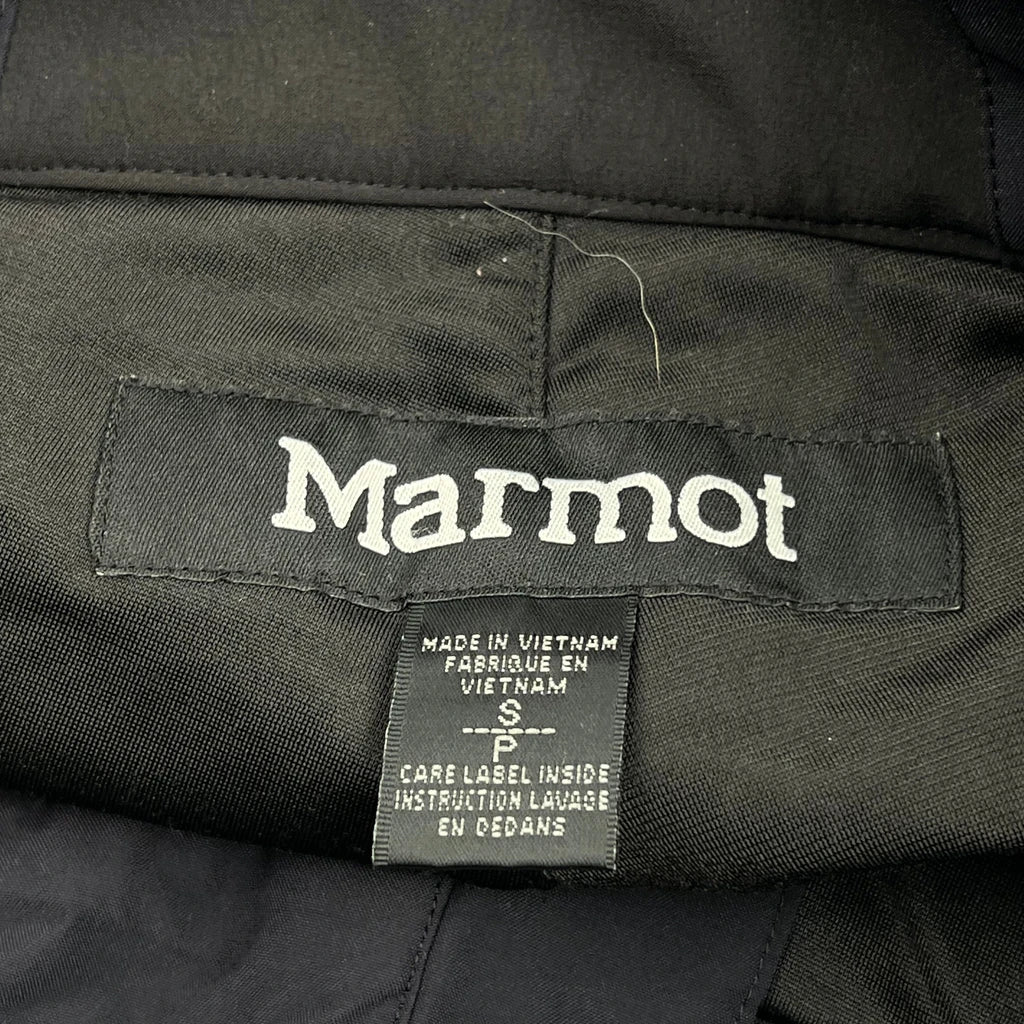 Marmot
MADE IN VIETNAM
FABRIQUE EN
VIETNAM
S
P
CARE LABEL INSIDE
INSTRUCTION LAVAGE
EN DEDANS